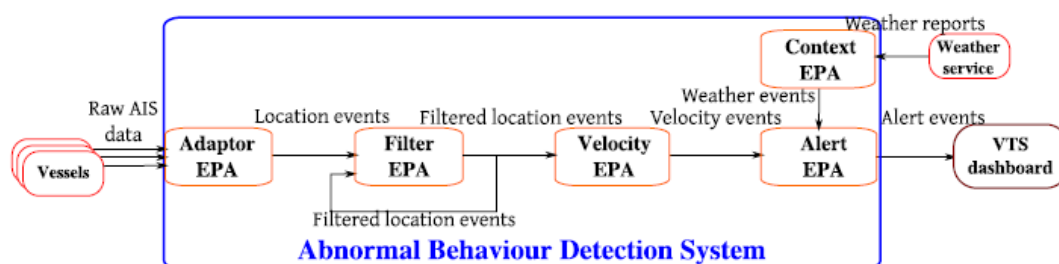 Weather reports
Context
EPA
Weather
service
Raw AIS
data
Location events
Filtered location events
Weather events
Velocity events
Alert events
Vessels
Adaptor
EPA
Filter
EPA
Velocity
EPA
Alert
EPA
VTS
dashboard
Filtered location events
Abnormal Behaviour Detection System